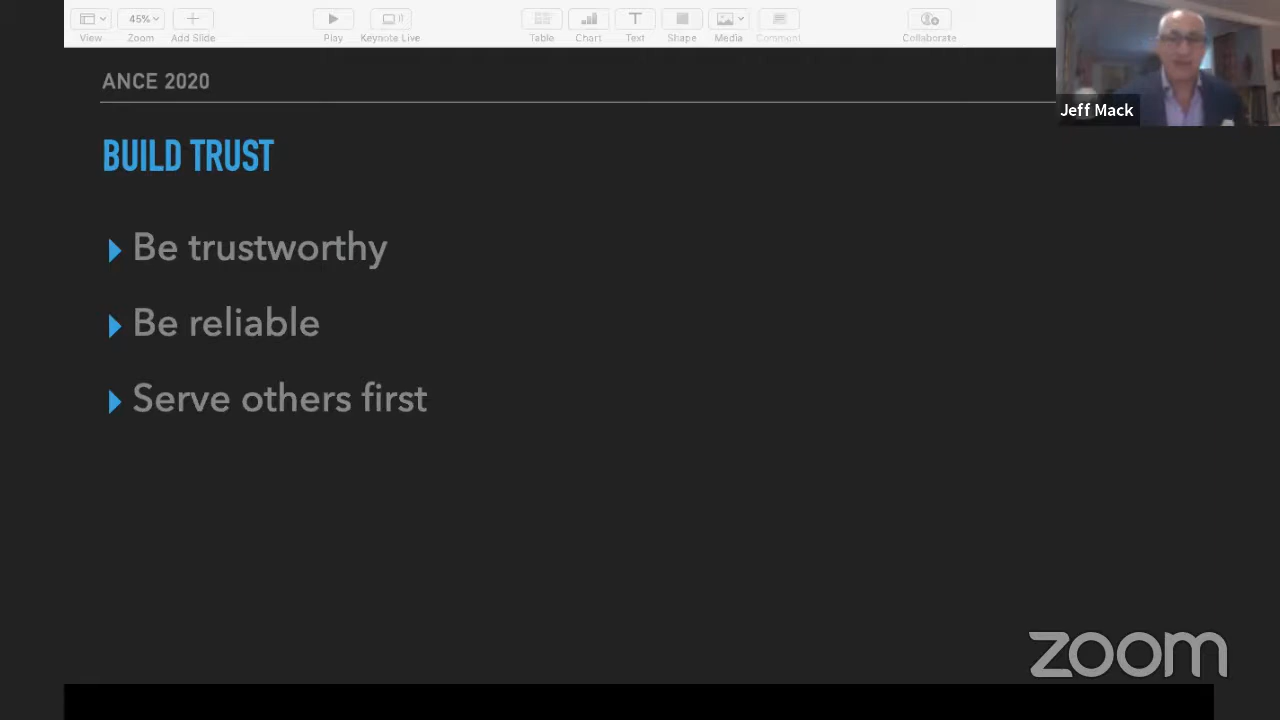 45%
View
Zoom
Add Slide
Play
Keynote Live
Table
Chart
Text
Shape
Media
Comment
Collaborate
Jeff Mack
ANCE 2020
BUILD TRUST
Be trustworthy
Be reliable
Serve others first
zoom